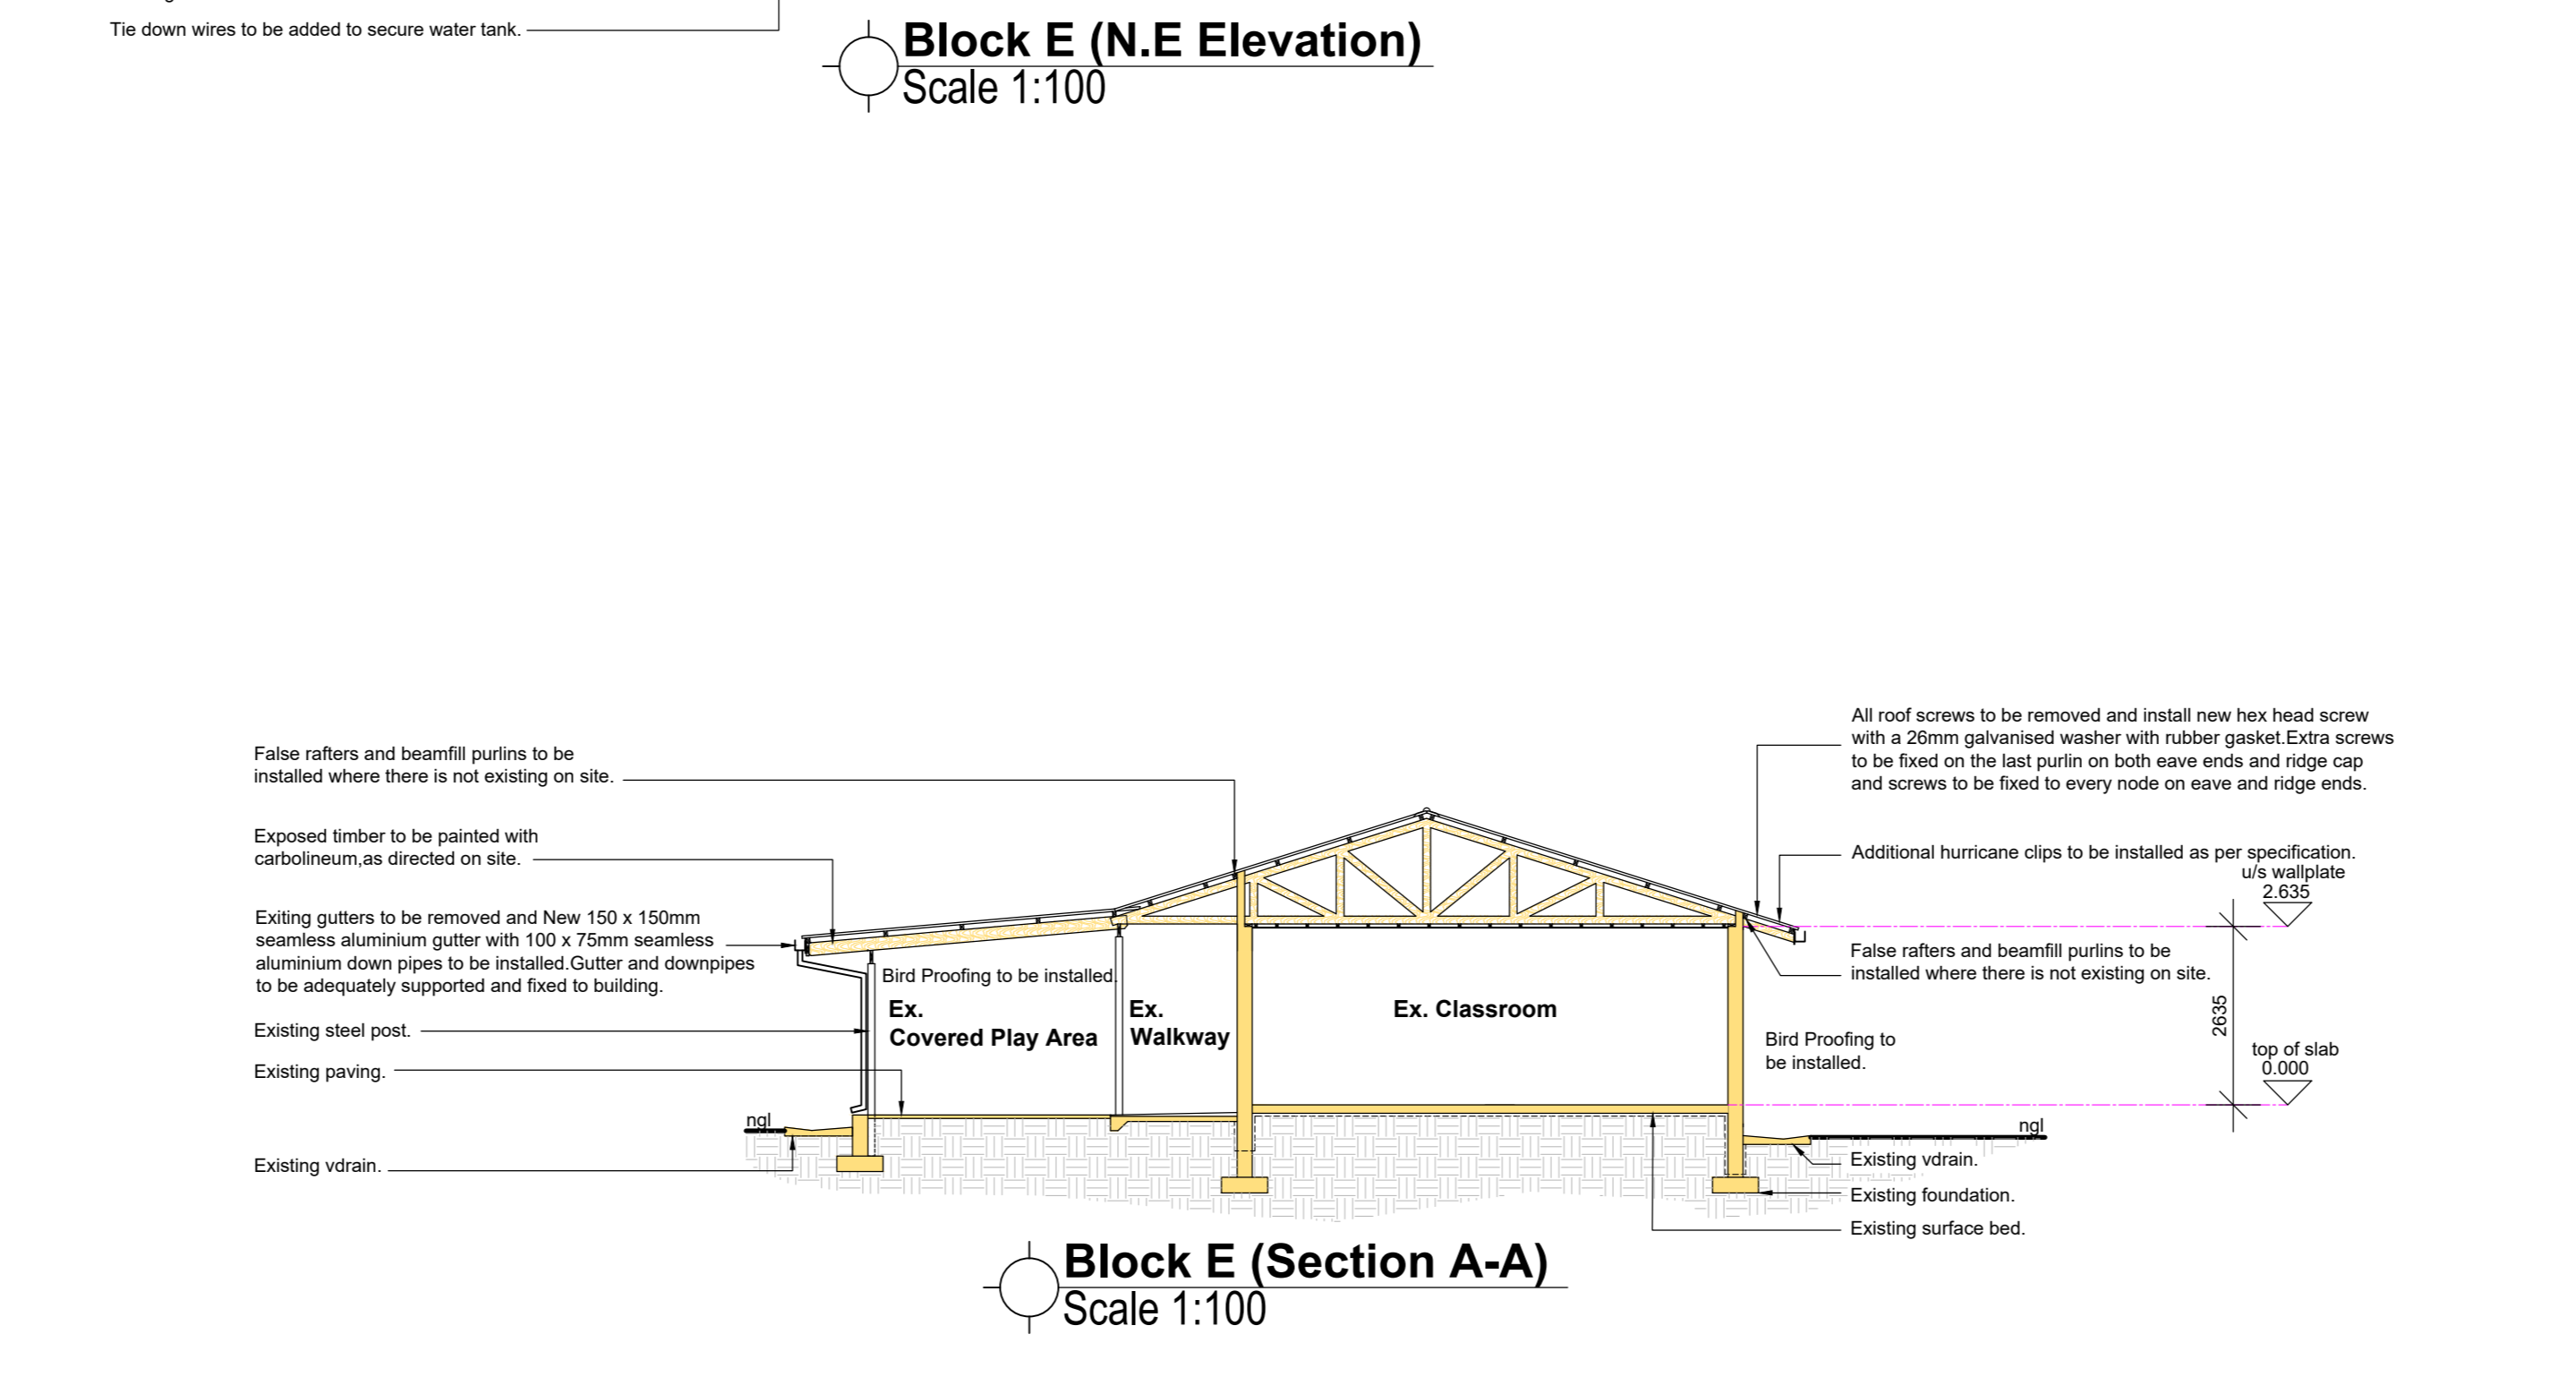 Tie down wires to be added to secure water tank.
Block E (N.E Elevation)
Scale 1:100
False rafters and beamfill purlins to be
installed where there is not existing on site.
Exposed timber to be painted with
carbolineum,as directed on site.
Exiting gutters to be removed and New 150 x 150mm
seamless aluminium gutter with 100 x 75mm seamless
aluminium down pipes to be installed.Gutter and downpipes
to be adequately supported and fixed to building.
Existing steel post.
Existing paving.
ngl
Existing vdrain.
Bird Proofing to be installed.
Ex.
Covered Play Area
Ex.
Walkway
Ex. Classroom
All roof screws to be removed and install new hex head screw
with a 26mm galvanised washer with rubber gasket.Extra screws
to be fixed on the last purlin on both eave ends and ridge cap
and screws to be fixed to every node on eave and ridge ends.
Additional hurricane clips to be installed as per specification.
u/s wallplate
2.635
False rafters and beamfill purlins to be
installed where there is not existing on site.
2635
Bird Proofing to
be installed.
top of slab
0.000
ngl
Existing vdrain.
Existing foundation.
Existing surface bed.
Block E (Section A-A)
Scale 1:100